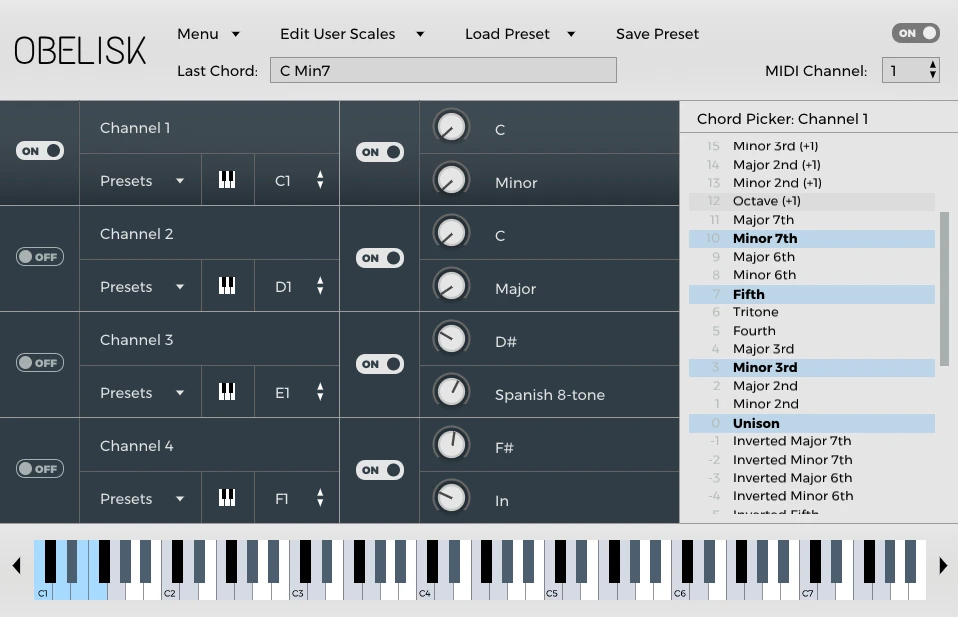 OBELISK
Menu
Edit User Scales
Load Preset
Save Preset
ON
Last Chord:
C Min7
MIDI Channel:
1
ON
Channel 1
Presets
C1
ON
C
Minor
OFF
Channel 2
Presets
D1
ON
C
Major
OFF
Channel 3
Presets
E1
ON
D#
Spanish 8-tone
OFF
Channel 4
Presets
F1
ON
F#
In
Chord Picker: Channel 1
15 Minor 3rd (+1)
14 Major 2nd (+1)
13 Minor 2nd (+1)
12 Octave (+1)
11 Major 7th
10 Minor 7th
9 Major 6th
8 Minor 6th
7 Fifth
6 Tritone
5 Fourth
4 Major 3rd
3 Minor 3rd
2 Major 2nd
1 Minor 2nd
0 Unison
-1 Inverted Major 7th
-2 Inverted Minor 7th
-3 Inverted Major 6th
-4 Inverted Minor 6th
-5 Inverted Fifth
C1 C2 C3 C4 C5 C6 C7